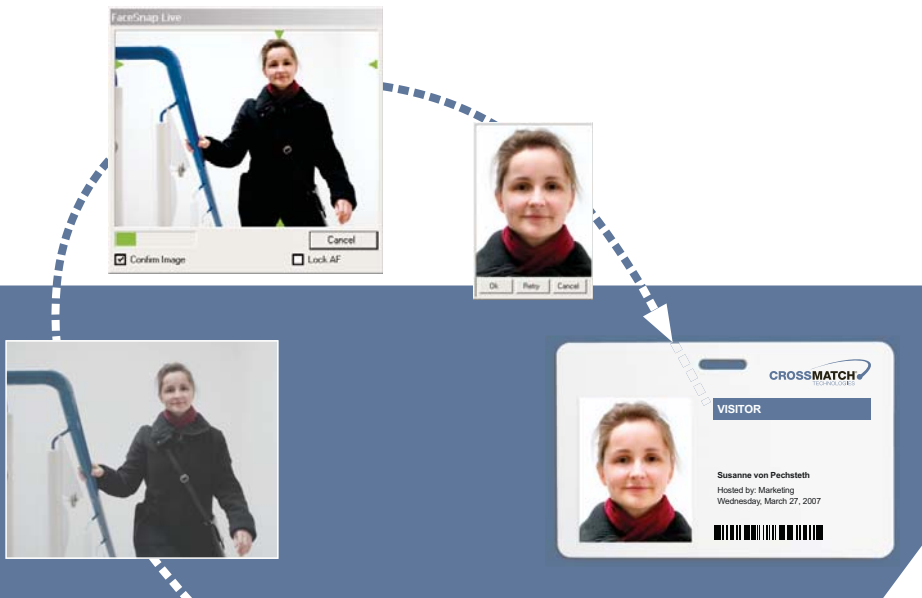 FaceSnap Live
Cancel
Confirm Image
Lock AF
Ok
Retry
Cancel
CROSSMATCH
TECHNOLOGIES
VISITOR
Susanne von Pechsteth
Hosted by: Marketing
Wednesday, March 27, 2007